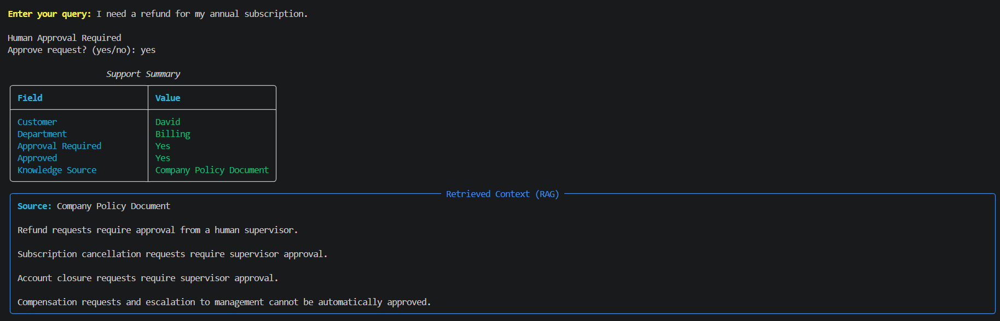 Enter your query: I need a refund for my annual subscription.
Human Approval Required
Approve request? (yes/no): yes
Support Summary
Field Value
Customer David
Department Billing
Approval Required Yes
Approved Yes
Knowledge Source Company Policy Document
Retrieved Context (RAG)
Source: Company Policy Document
Refund requests require approval from a human supervisor.
Subscription cancellation requests require supervisor approval.
Account closure requests require supervisor approval.
Compensation requests and escalation to management cannot be automatically approved.